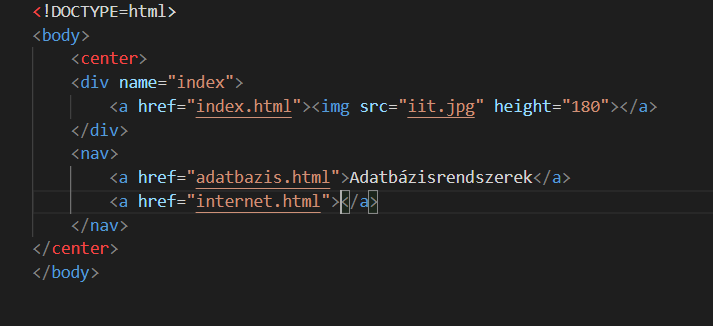 <!DOCTYPE=html>
<body>
<center>
<div name="index">
<a href="index.html"><img src="iit.jpg" height="180"></a>
</div>
<nav>
<a href="adatbazis.html">Adatbázisrendszerek</a>
<a href="internet.html"></a>
</nav>
</center>
</body>